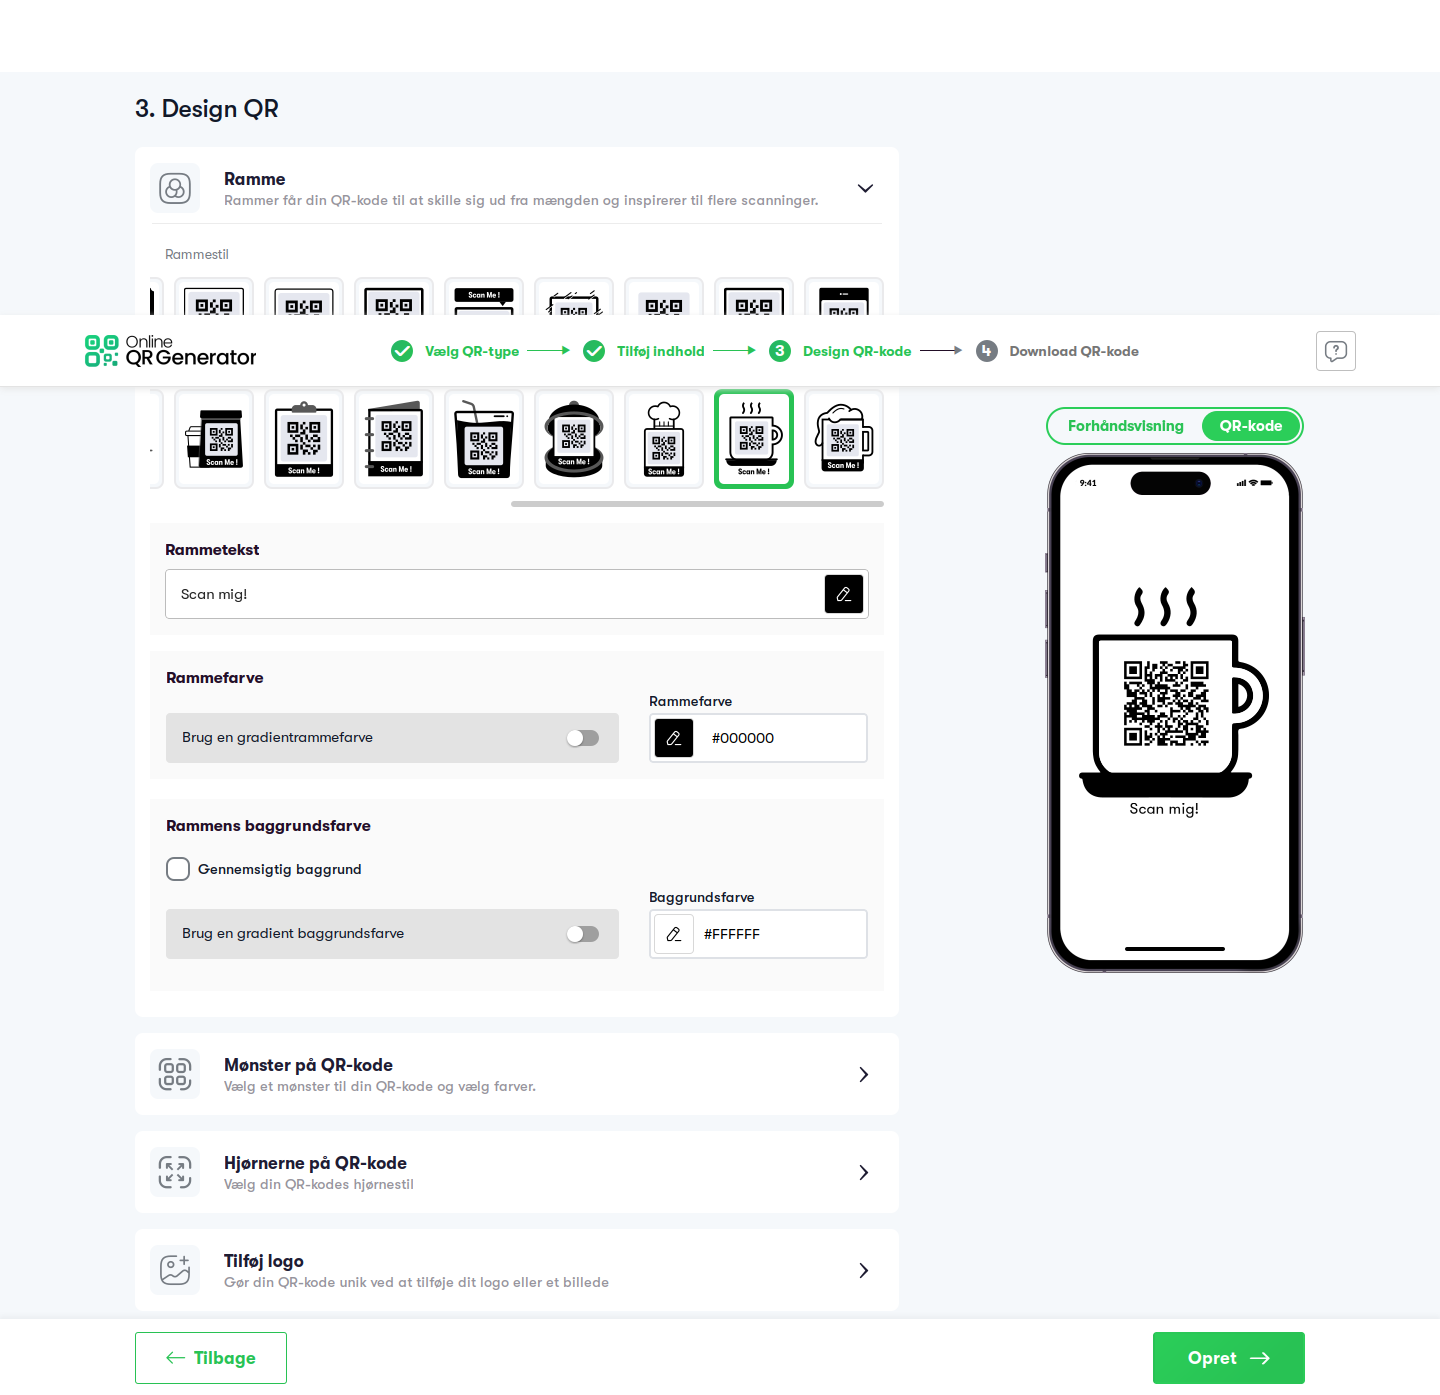 3. Design QR
Ramme
Rammer får din QR-kode til at skille sig ud fra mængden og inspirerer til flere scanninger.
Rammestil
Scan Me !
Online
QR Generator
Vælg QR-type
Tilføj indhold
3
Design QR-kode
4
Download QR-kode
Scan Me !
Scan Me !
Scan Me !
Scan Me !
Scan Me !
Scan Me !
Scan Me !
Scan Me !
Forhåndsvisning
QR-kode
9:41
Rammetekst
Scan mig!
Rammefarve
Rammefarve
Brug en gradientrammefarve
#000000
Scan mig!
Rammens baggrundsfarve
Gennemsigtig baggrund
Baggrundsfarve
Brug en gradient baggrundsfarve
#FFFFFF
Mønster på QR-kode
Vælg et mønster til din QR-kode og vælg farver.
Hjørnerne på QR-kode
Vælg din QR-kodes hjørnestil
Tilføj logo
Gør din QR-kode unik ved at tilføje dit logo eller et billede
Tilbage
Opret